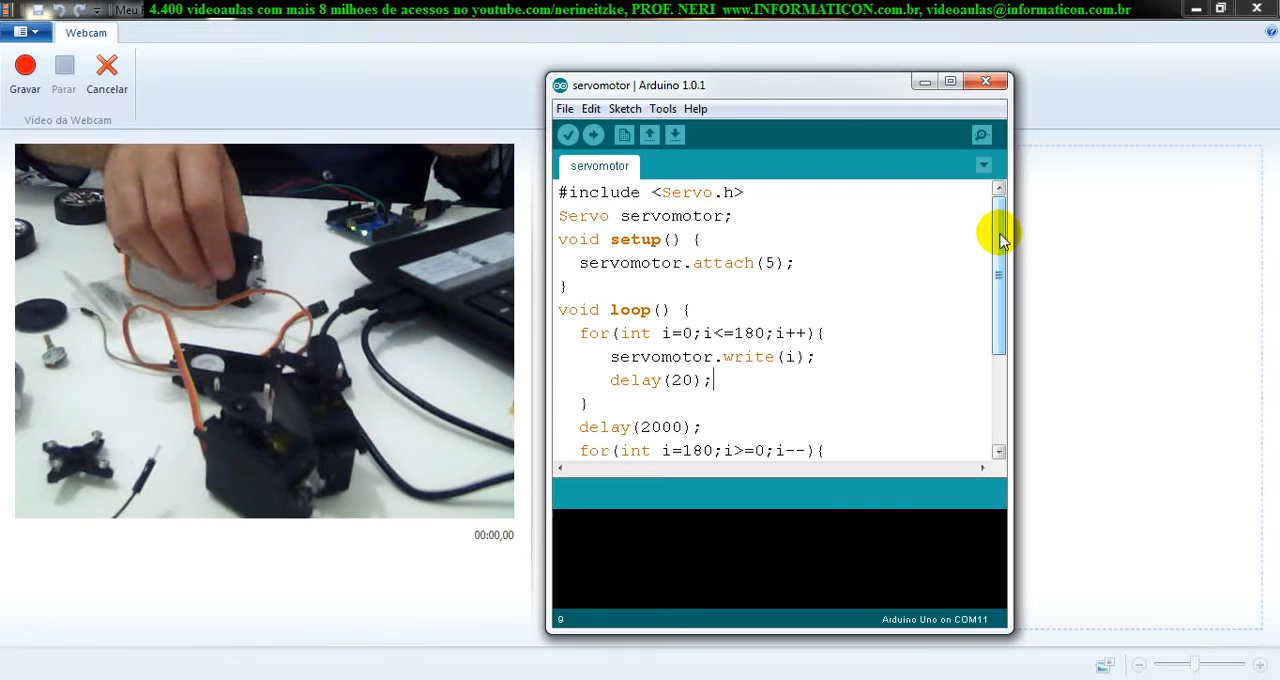 Meu
4.400 videoaulas com mais 8 milhoes de acessos no youtube.com/nerineitzke, PROF. NERI www.INFORMATICON.com.br, videoaulas@informaticon.com.br
Webcam
Gravar
Parar
Cancelar
Vídeo da Webcam
00:00,00
servomotor | Arduino 1.0.1
File Edit Sketch Tools Help
servomotor
#include <Servo.h>
Servo servomotor;
void setup() {
servomotor.attach(5);
}
void loop() {
for(int i=0;i<=180;i++){
servomotor.write(i);
delay(20);
}
delay(2000);
for(int i=180;i>=0;i--){
9
Arduino Uno on COM11